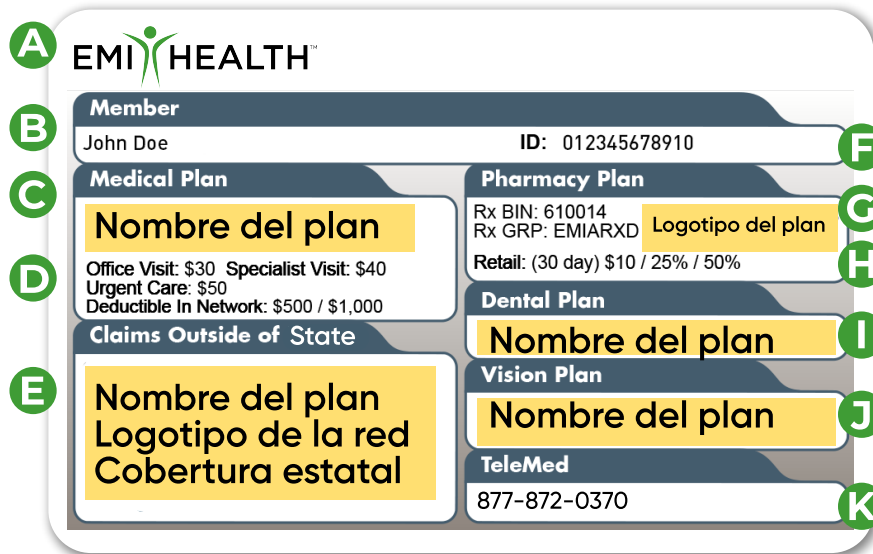 A
EMI HEALTH™
Member
B
John Doe
ID: 012345678910
F
C
Medical Plan
Nombre del plan
D
Office Visit: $30 Specialist Visit: $40
Urgent Care: $50
Deductible In Network: $500 / $1,000
Pharmacy Plan
G
Rx BIN: 610014
Rx GRP: EMIARXD
Logotipo del plan
H
Retail: (30 day) $10 / 25% / 50%
Dental Plan
I
Nombre del plan
Claims Outside of State
E
Nombre del plan
Logotipo de la red
Cobertura estatal
Vision Plan
J
Nombre del plan
TeleMed
877-872-0370
K